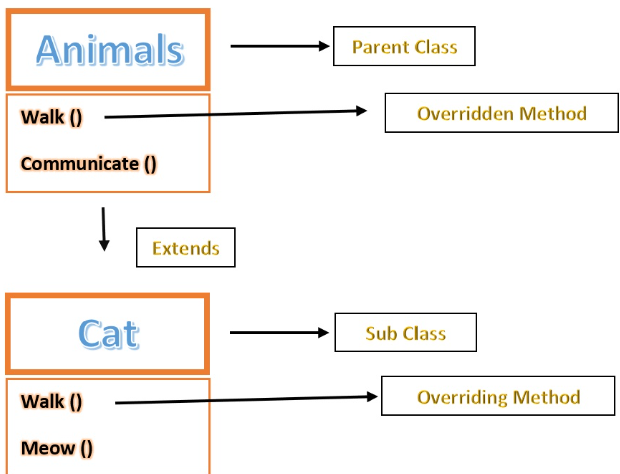 Animals
Parent Class
Walk ()
Overridden Method
Communicate ()
Extends
Cat
Sub Class
Walk ()
Overriding Method
Meow ()